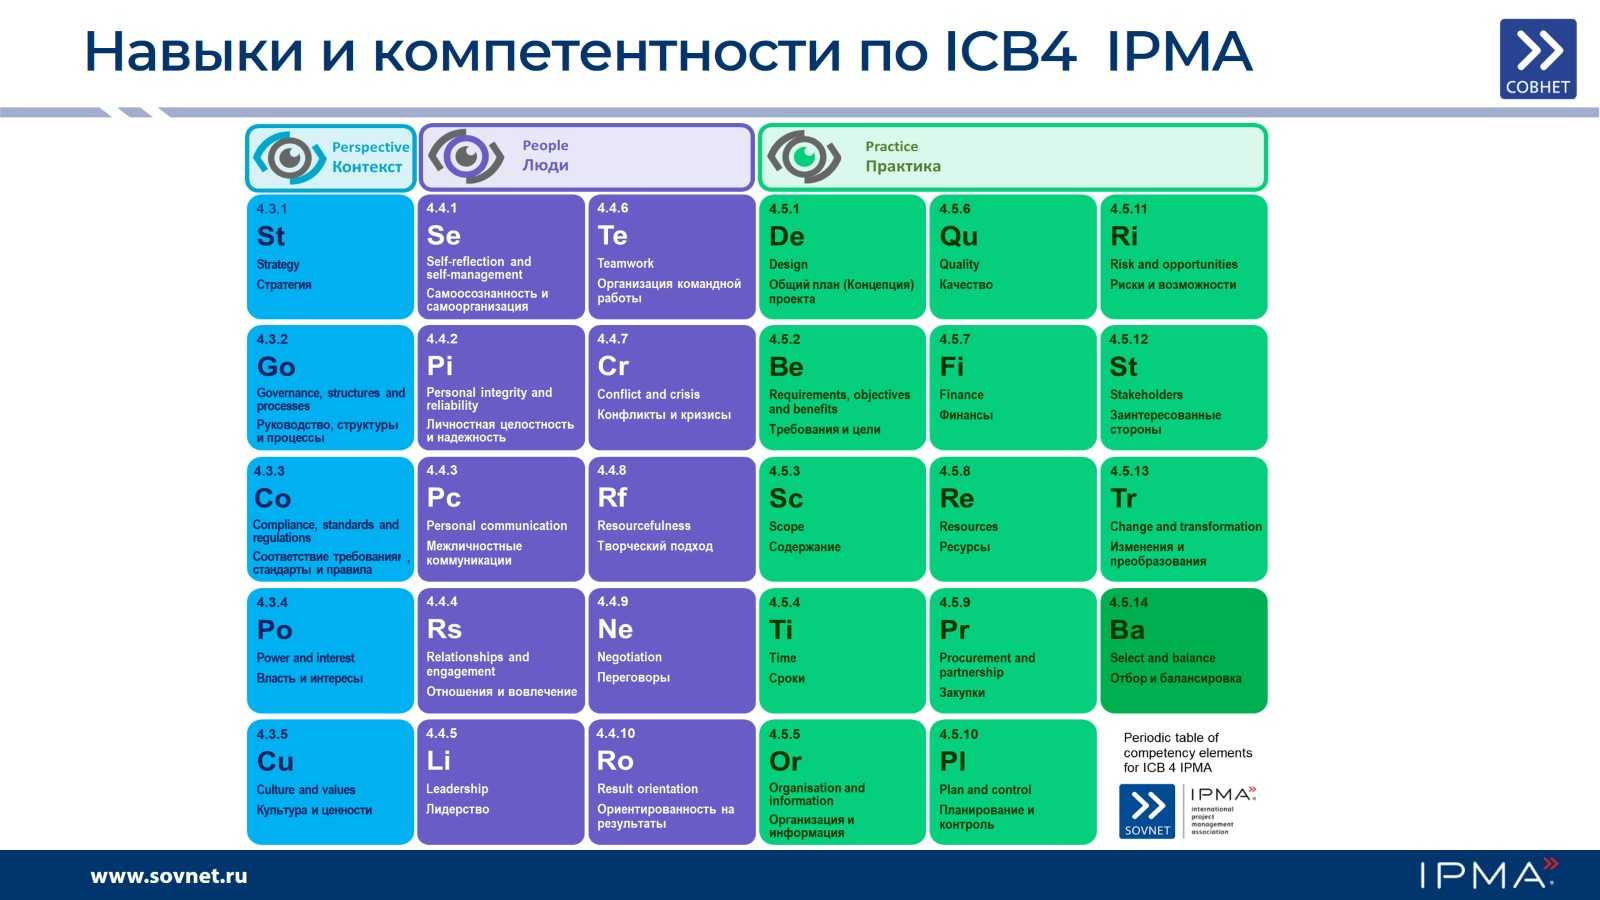 Навыки и компетентности по ICB4 IPMA
СОВНЕТ
Perspective
Контекст
People
Люди
Practice
Практика
4.3.1
St
Strategy
Стратегия
4.4.1
Se
Self-reflection and
self-management
Самоосознанность и
самоорганизация
4.4.6
Te
Teamwork
Организация командной
работы
4.5.1
De
Design
Общий план (Концепция)
проекта
4.5.6
Qu
Quality
Качество
4.5.11
Ri
Risk and opportunities
Риски и возможности
4.3.2
Go
Governance, structures and
processes
Руководство, структуры
и процессы
4.4.2
Pi
Personal integrity and
reliability
Личностная целостность
и надежность
4.4.7
Cr
Conflict and crisis
Конфликты и кризисы
4.5.2
Be
Requirements, objectives
and benefits
Требования и цели
4.5.7
Fi
Finance
Финансы
4.5.12
St
Stakeholders
Заинтересованные
стороны
4.3.3
Co
Compliance, standards and
regulations
Соответствие требования ,
стандарты и правила
4.4.3
Pc
Personal communication
Межличностные
коммуникации
4.4.8
Rf
Resourcefulness
Творческий подход
4.5.3
Sc
Scope
Содержание
4.5.8
Re
Resources
Ресурсы
4.5.13
Tr
Change and transformation
Изменения и
преобразования
4.3.4
Po
Power and interest
Власть и интересы
4.4.4
Rs
Relationships and
engagement
Отношения и вовлечение
4.4.9
Ne
Negotiation
Переговоры
4.5.4
Ti
Time
Сроки
4.5.9
Pr
Procurement and
partnership
Закупки
4.5.14
Ba
Select and balance
Отбор и балансировка
4.3.5
Cu
Culture and values
Культура и ценности
4.4.5
Li
Leadership
Лидерство
4.4.10
Ro
Result orientation
Ориентированность на
результаты
4.5.5
Or
Organisation and
information
Организация и
информация
4.5.10
Pl
Plan and control
Планирование и
контроль
Periodic table of
competency elements
for ICB 4 IPMA
SOVNET
IPMA
international
project
management
association
www.sovnet.ru
IPMA